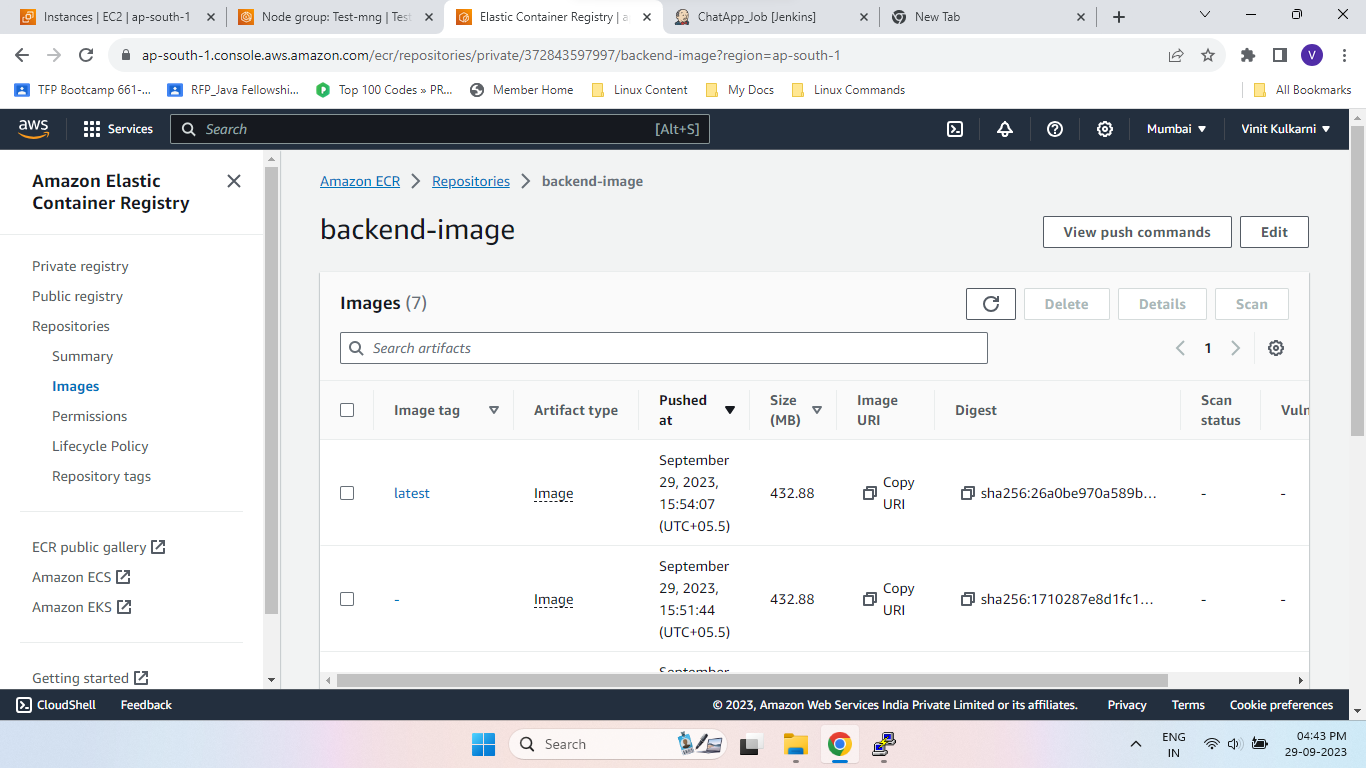 Instances | EC2 | ap-south-1
Node group: Test-mng | Test
Elastic Container Registry | a
ChatApp_Job [Jenkins]
New Tab
ap-south-1.console.aws.amazon.com/ecr/repositories/private/372843597997/backend-image?region=ap-south-1
V
TFP Bootcamp 661-...
RFP_Java Fellowshi...
Top 100 Codes » PR...
Member Home
Linux Content
My Docs
Linux Commands
All Bookmarks
aws
Services
Search
[Alt+S]
Mumbai
Vinit Kulkarni
Amazon Elastic
Container Registry
Private registry
Public registry
Repositories
Summary
Images
Permissions
Lifecycle Policy
Repository tags
ECR public gallery
Amazon ECS
Amazon EKS
Getting started
Amazon ECR
Repositories
backend-image
backend-image
View push commands
Edit
Images (7)
Delete
Details
Scan
Search artifacts
1
Image tag
Artifact type
Pushed
at
Size
(MB)
Image
URI
Digest
Scan
status
Vuln
latest
Image
September
29, 2023,
15:54:07
(UTC+05.5)
432.88
Copy
URI
sha256:26a0be970a589b...
-
-
-
Image
September
29, 2023,
15:51:44
(UTC+05.5)
432.88
Copy
URI
sha256:1710287e8d1fc1...
-
-
September
CloudShell
Feedback
© 2023, Amazon Web Services India Private Limited or its affiliates.
Privacy
Terms
Cookie preferences
Search
ENG
IN
04:43 PM
29-09-2023